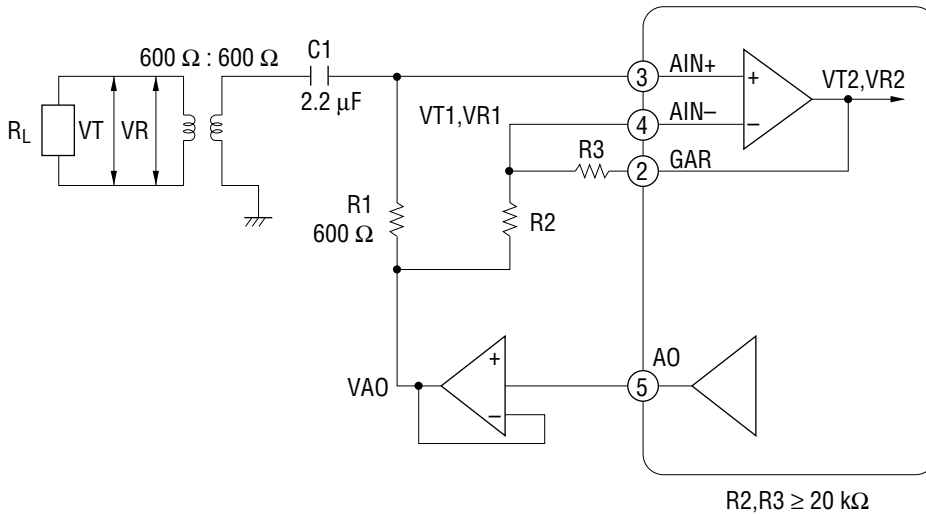 600 Ω : 600 Ω
C1
2.2 μF
RL
VT
VR
VT1,VR1
R1
600 Ω
R2
R3
3
AIN+
4
AIN–
2
GAR
+
–
VT2,VR2
VAO
+
–
5
AO
R2,R3 ≥ 20 kΩ